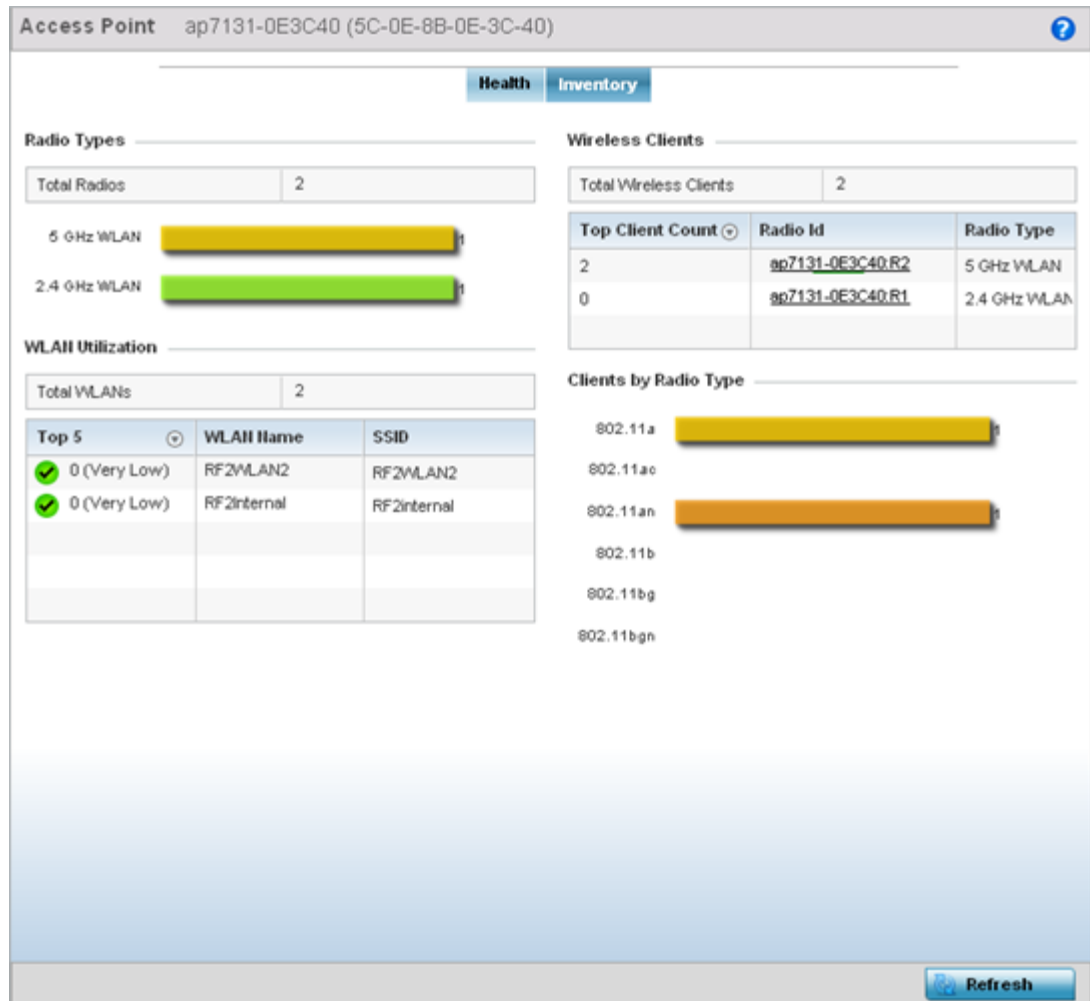 Access Point ap7131-0E3C40 (5C-0E-8B-0E-3C-40)
?
Health Inventory
Radio Types
Total Radios 2
5 GHz WLAN 1
2.4 GHz WLAN 1
WLAN Utilization
Total WLANs 2
Top 5 WLAN Name SSID
0 (Very Low) RF2WLAN2 RF2WLAN2
0 (Very Low) RF2internal RF2internal
Wireless Clients
Total Wireless Clients 2
Top Client Count Radio Id Radio Type
2 ap7131-0E3C40:R2 5 GHz WLAN
0 ap7131-0E3C40:R1 2.4 GHz WLAN
Clients by Radio Type
802.11a 1
802.11ac
802.11an 1
802.11b
802.11bg
802.11bgn
Refresh